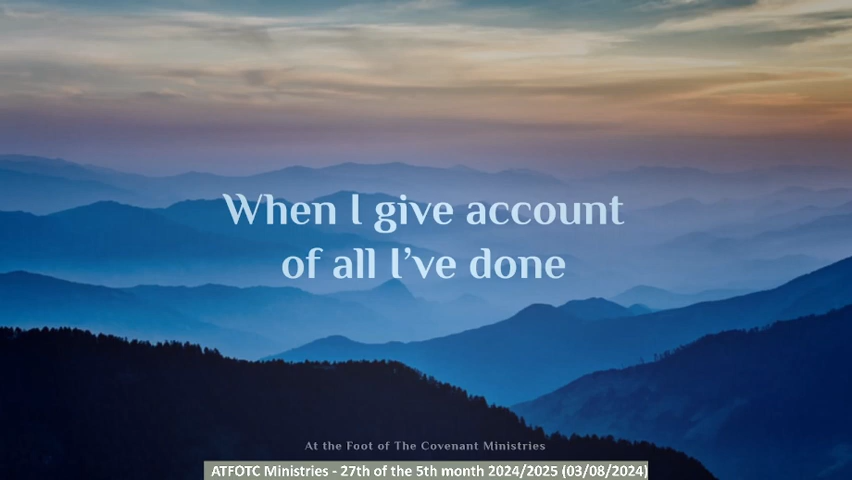 When I give account
of all I’ve done
At the Foot of The Covenant Ministries
ATFOTC Ministries - 27th of the 5th month 2024/2025 (03/08/2024)